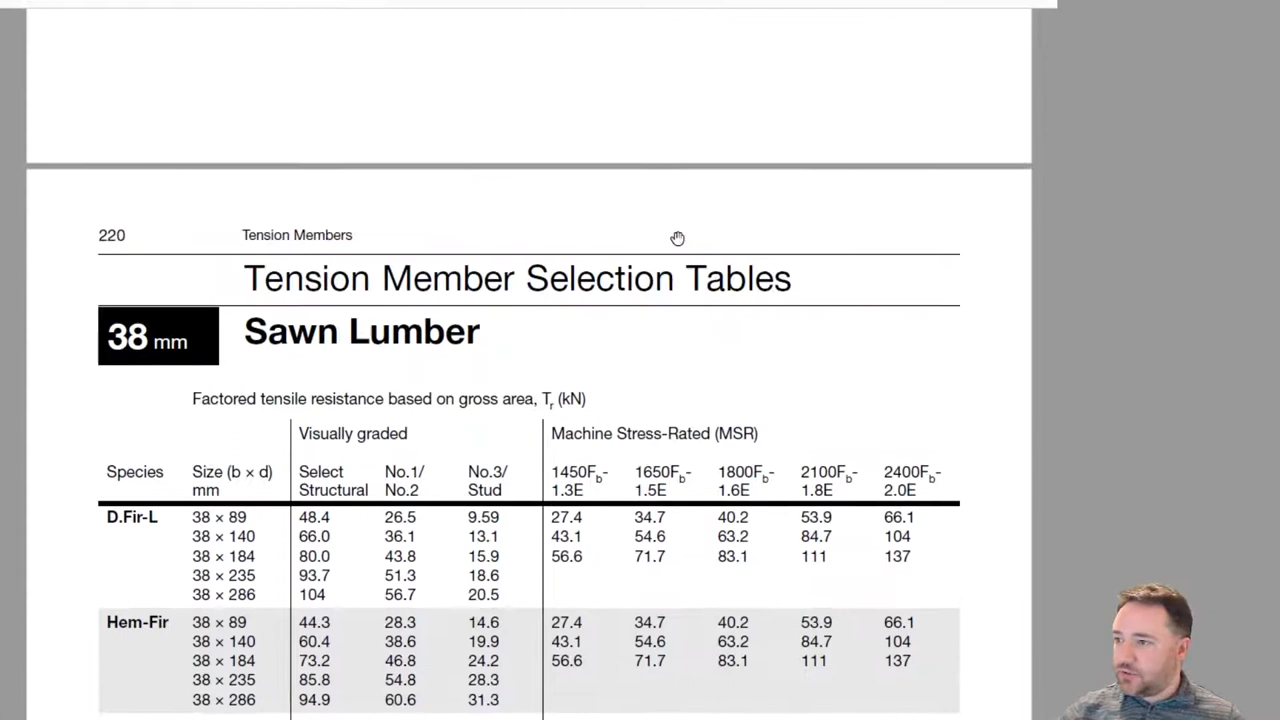 220 Tension Members
Tension Member Selection Tables
38 mm Sawn Lumber
Factored tensile resistance based on gross area, Tr (kN)
Visually graded Machine Stress-Rated (MSR)
Species Size (b × d) Select No.1/ No.3/ 1450Fb- 1650Fb- 1800Fb- 2100Fb- 2400Fb-
mm Structural No.2 Stud 1.3E 1.5E 1.6E 1.8E 2.0E
D.Fir-L 38 × 89 48.4 26.5 9.59 27.4 34.7 40.2 53.9 66.1
38 × 140 66.0 36.1 13.1 43.1 54.6 63.2 84.7 104
38 × 184 80.0 43.8 15.9 56.6 71.7 83.1 111 137
38 × 235 93.7 51.3 18.6
38 × 286 104 56.7 20.5
Hem-Fir 38 × 89 44.3 28.3 14.6 27.4 34.7 40.2 53.9 66.1
38 × 140 60.4 38.6 19.9 43.1 54.6 63.2 84.7 104
38 × 184 73.2 46.8 24.2 56.6 71.7 83.1 111 137
38 × 235 85.8 54.8 28.3
38 × 286 94.9 60.6 31.3